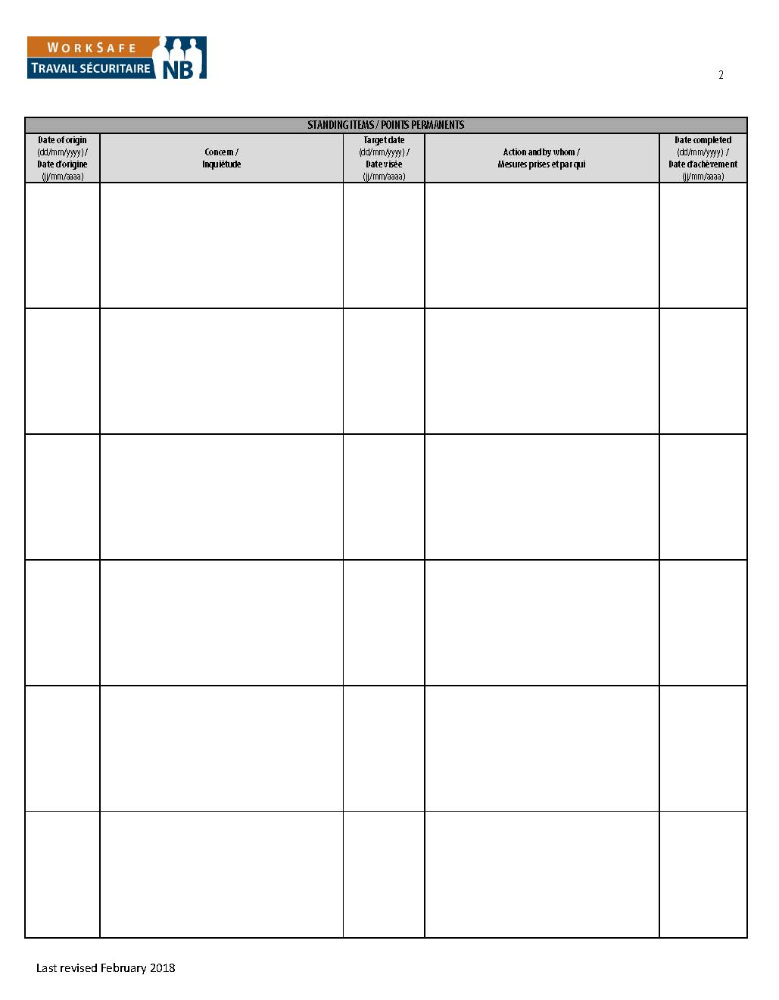 WORKSAFE
TRAVAIL SÉCURITAIRE NB
2
STANDING ITEMS / POINTS PERMANENTS
Date of origin
(dd/mm/yyyy) /
Date d'origine
(jj/mm/aaaa)
Concern /
Inquiétude
Target date
(dd/mm/yyyy) /
Date visée
(jj/mm/aaaa)
Action and by whom /
Mesures prises et par qui
Date completed
(dd/mm/yyyy) /
Date d'achèvement
(jj/mm/aaaa)
Last revised February 2018